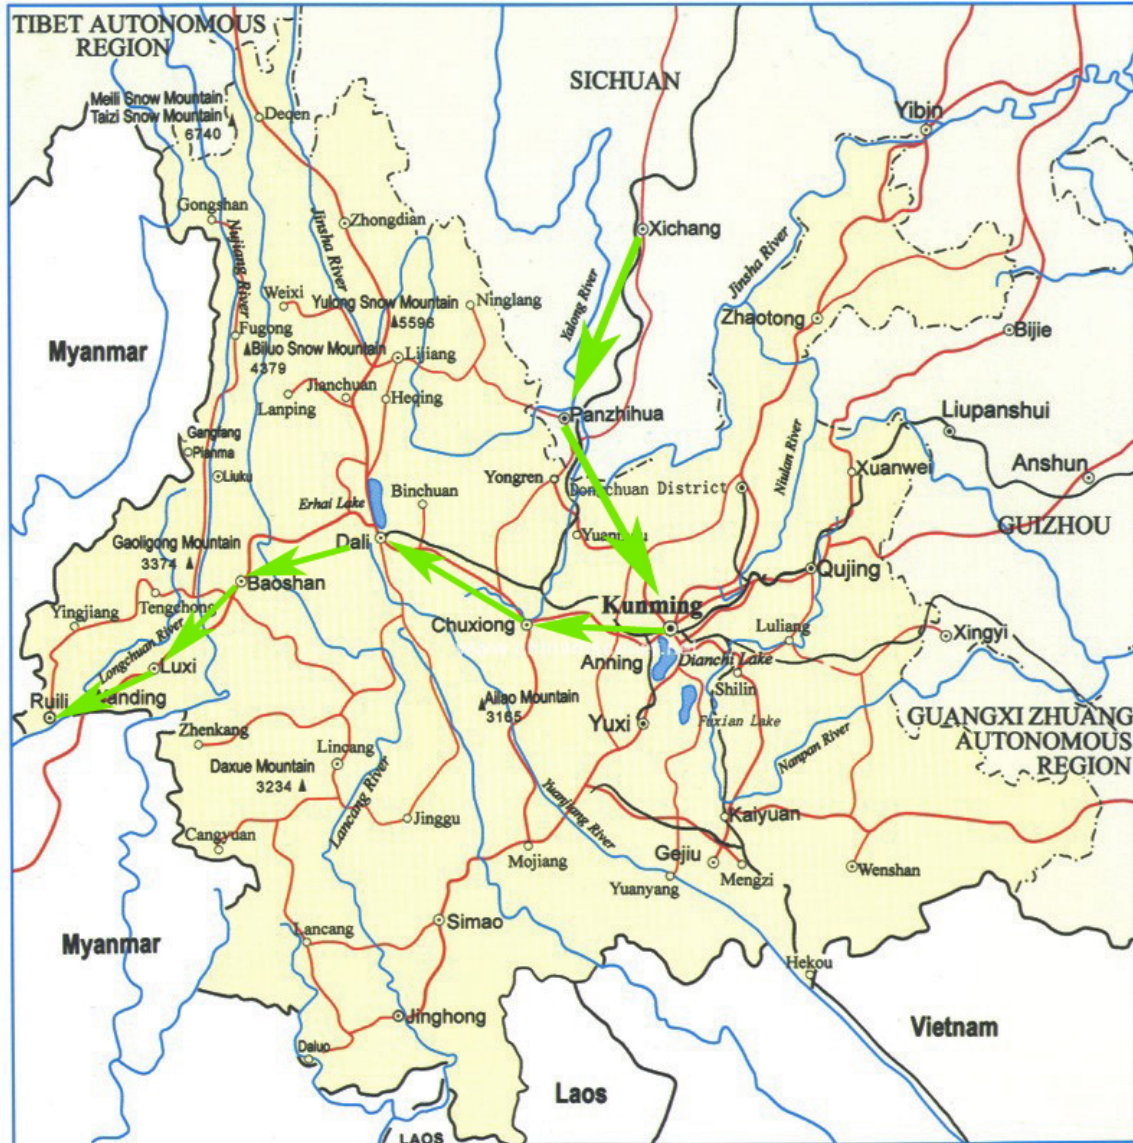 TIBET AUTONOMOUS
REGION
SICHUAN
Meili Snow Mountain
Taizi Snow Mountain
6740
Deqen
Yibin
Gongshan
Nujiang River
Jinsha River
Zhongdian
Xichang
Jinsha River
Weixi
Yulong Snow Mountain
5596
Ninglang
Yalong River
Zhaotong
Bijie
Myanmar
Fugong
Biluo Snow Mountain
4379
Lijiang
Jianchuan
Lanping
Heqing
Panzhihua
Liupanshui
Gangfang
Pianma
Liuku
Yongren
Dongchuan District
Niulan River
Xuanwei
Anshun
Erhai Lake
Binchuan
GUIZHOU
Gaoligong Mountain
3374
Dali
Baoshan
Qujing
Tengchong
Yingjiang
Longchuan River
Chuxiong
Kunming
Luliang
Xingyi
Anning
Dianchi Lake
Luxi
Shilin
Ruili
Ailao Mountain
3165
Yuxi
Fuxian Lake
Nanpan River
GUANGXI ZHUANG
AUTONOMOUS
REGION
Zhenkang
Lincang
Daxue Mountain
3234
Lancang River
Jinggu
Yuanjiang River
Kaiyuan
Cangyuan
Mojiang
Gejiu
Mengzi
Yuanyang
Wenshan
Myanmar
Lancang
Simao
Hekou
Jinghong
Vietnam
Daluo
Laos
LAOS